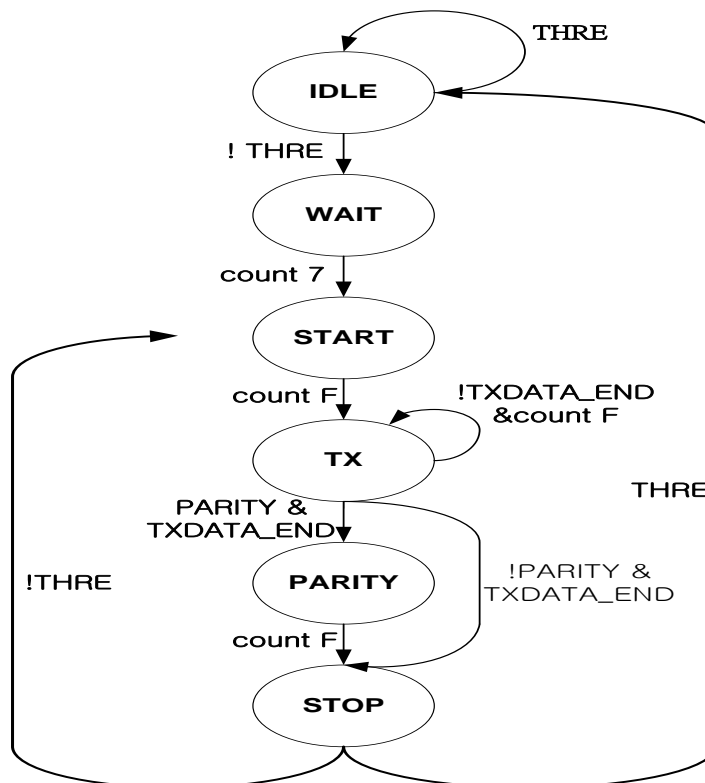 THRE
IDLE
! THRE
WAIT
count 7
START
count F
!TXDATA_END
&count F
TX
THRE
PARITY &
TXDATA_END
!PARITY &
TXDATA_END
!THRE
PARITY
count F
STOP